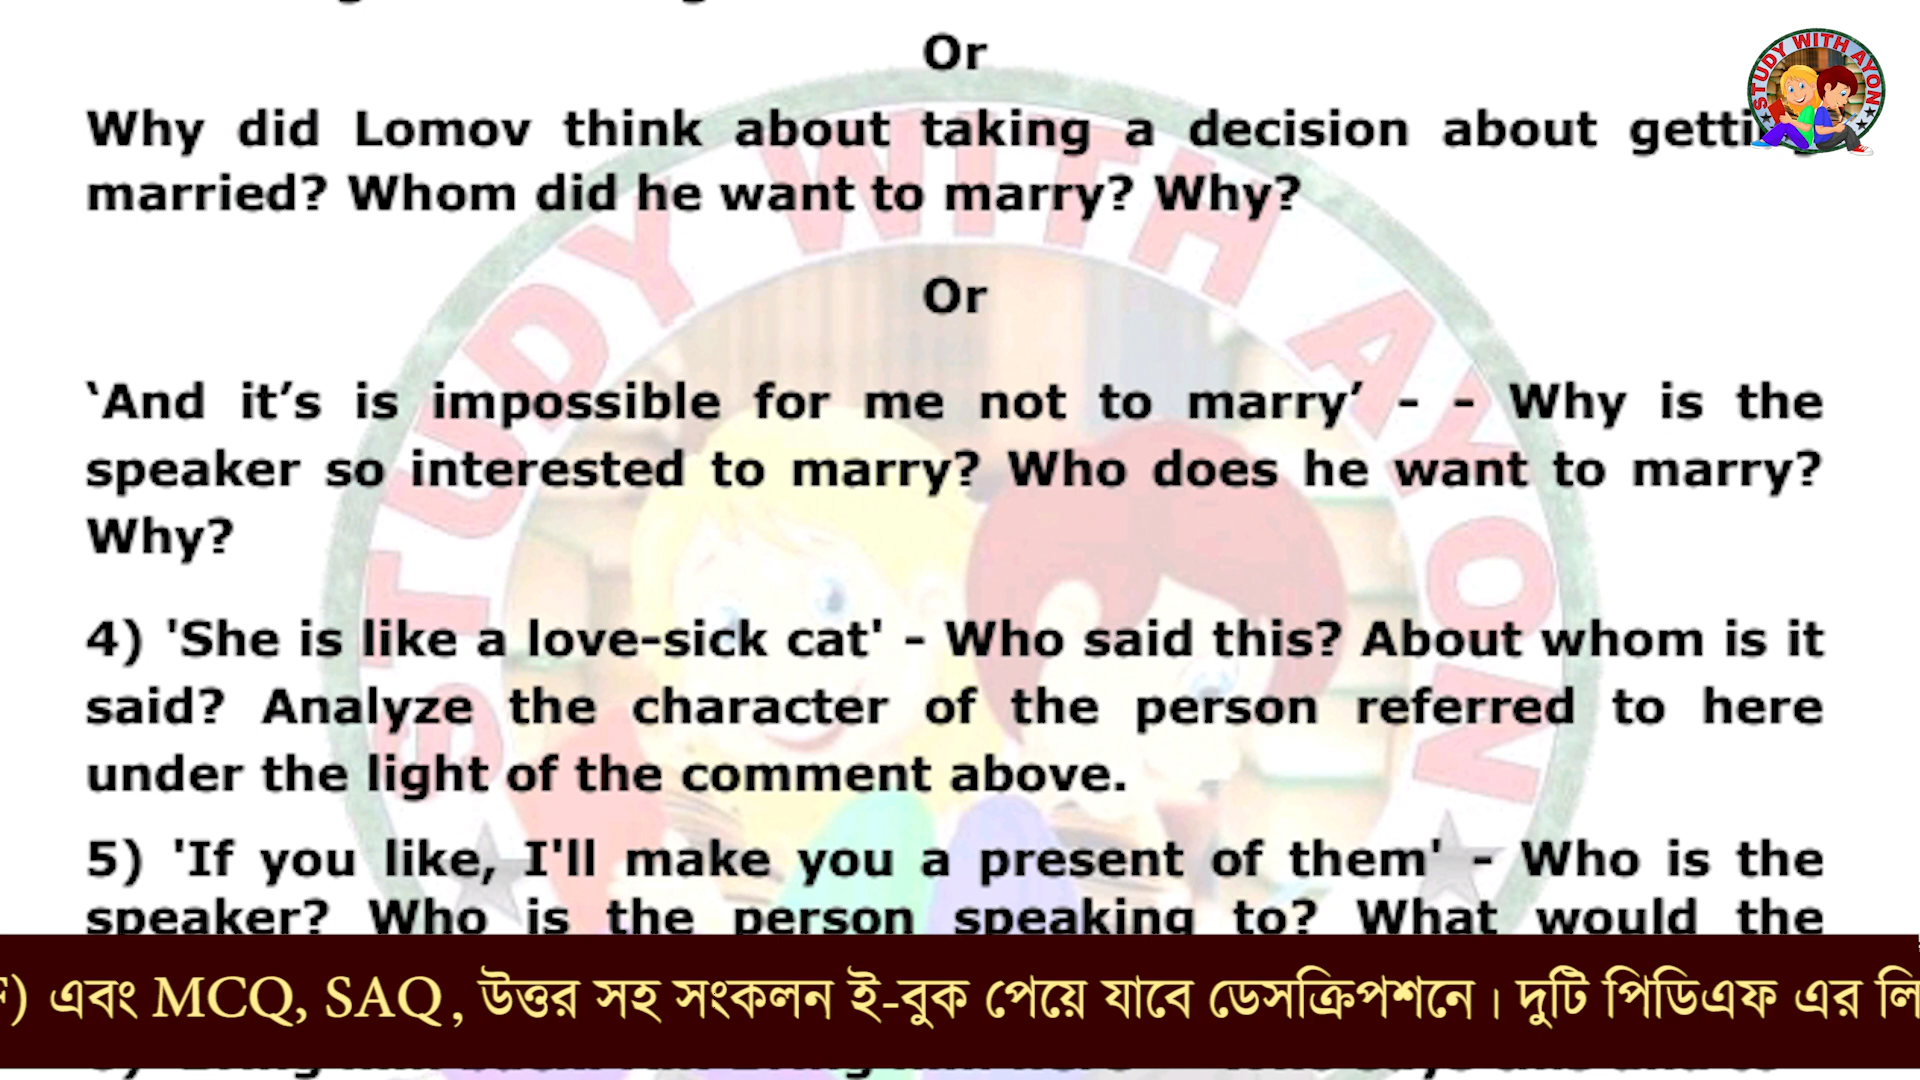 Or
STUDY WITH AYON
Why did Lomov think about taking a decision about getti
married? Whom did he want to marry? Why?
Or
‘And it’s is impossible for me not to marry’ - - Why is the
speaker so interested to marry? Who does he want to marry?
Why?
4) 'She is like a love-sick cat' - Who said this? About whom is it
said? Analyze the character of the person referred to here
under the light of the comment above.
5) 'If you like, I'll make you a present of them' - Who is the
speaker? Who is the person speaking to? What would the
STUDY WITH AYON
) এবং MCQ, SAQ, উত্তর সহ সংকলন ই-বুক পেয়ে যাবে ডেসক্রিপশনে। দুটি পিডিএফ এর লি